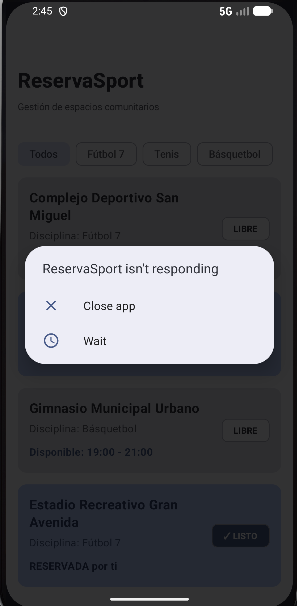 2:45
5G
ReservaSport
Gestión de espacios comunitarios
Todos
Fútbol 7
Tenis
Básquetbol
Complejo Deportivo San
Miguel
Disciplina: Fútbol 7
LIBRE
ReservaSport isn't responding
Close app
Wait
Gimnasio Municipal Urbano
Disciplina: Básquetbol
Disponible: 19:00 - 21:00
LIBRE
Estadio Recreativo Gran
Avenida
Disciplina: Fútbol 7
RESERVADA por ti
✓ LISTO